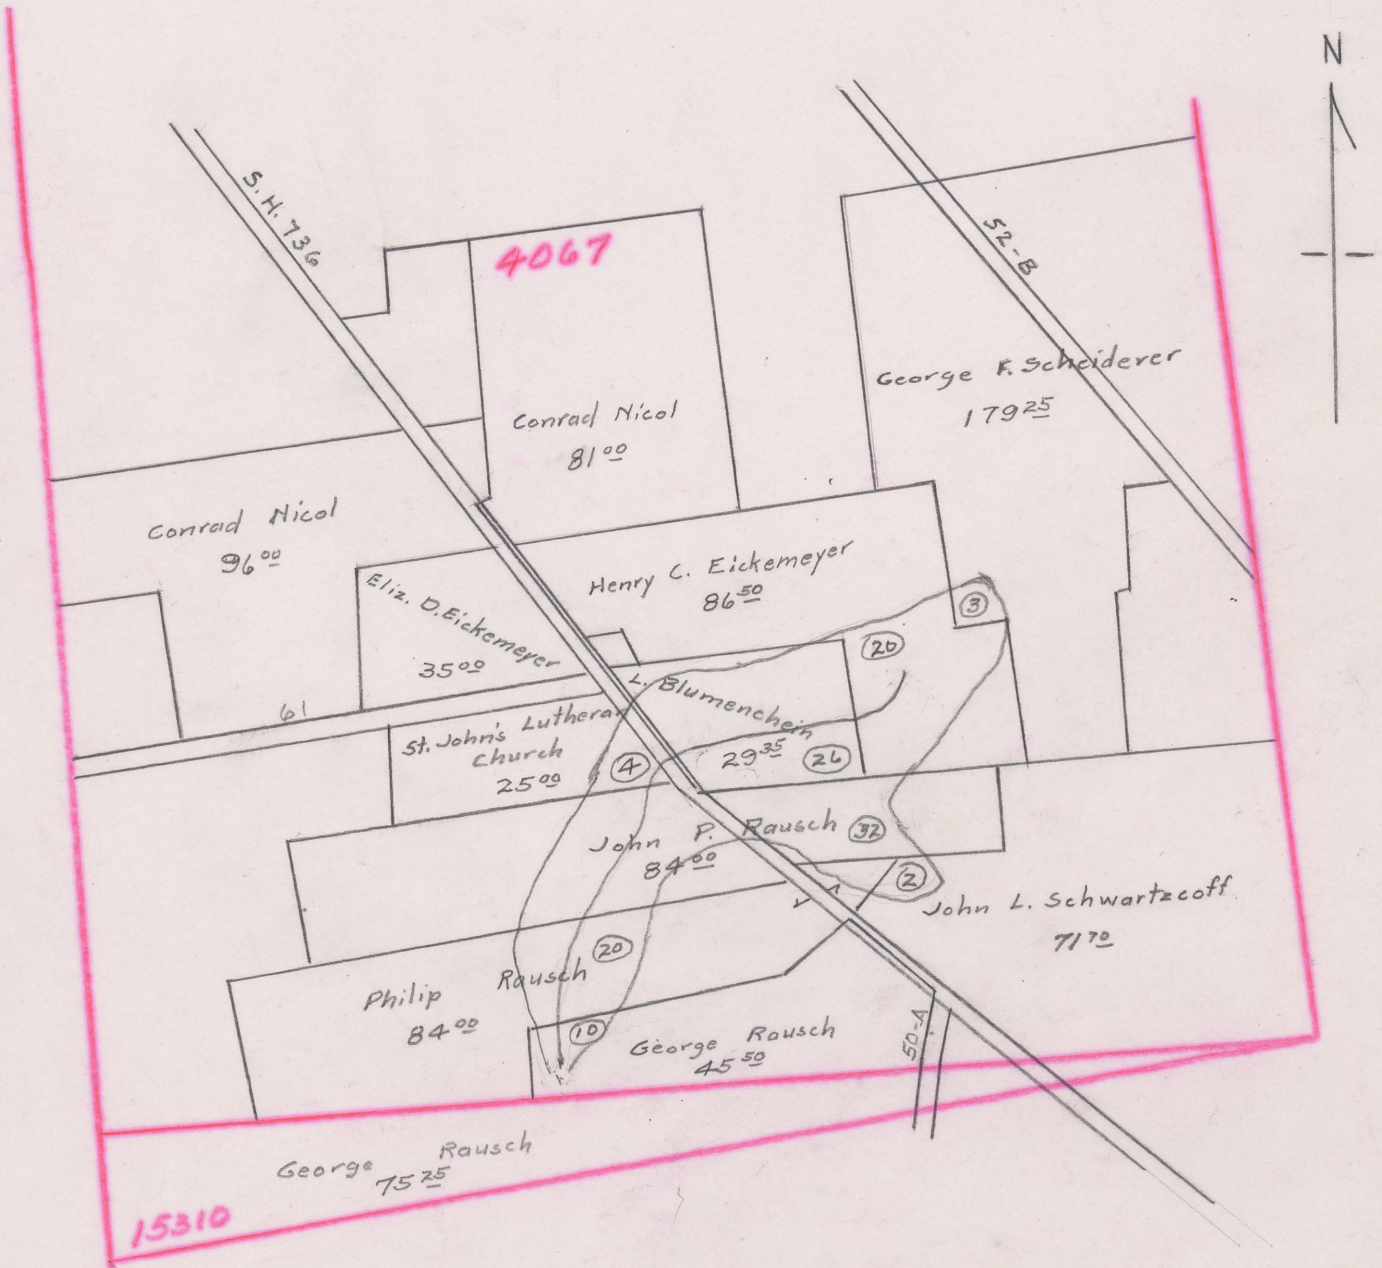 N
S. H. 736
4067
52-B
George F. Scheiderer
179 25
Conrad Nicol
81 00
Conrad Nicol
96 00
Henry C. Eickemeyer
86 50
Eliz. D. Eickemeyer
35 00
3
20
61
L. Blumenchein
29 35
26
St. John's Lutheran
Church
25 00
4
John P. Rausch
84 00
32
2
John L. Schwartzcoff
71 70
20
Philip Rausch
84 00
10
George Rausch
45 50
50-A
George Rausch
75 25
15310